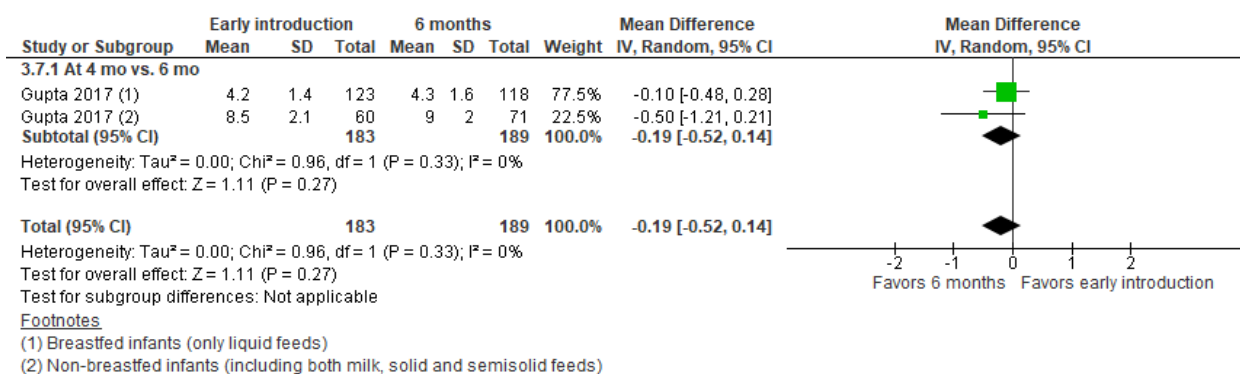 Early introduction 6 months Mean Difference Mean Difference
Study or Subgroup Mean SD Total Mean SD Total Weight IV, Random, 95% CI IV, Random, 95% CI
3.7.1 At 4 mo vs. 6 mo
Gupta 2017 (1) 4.2 1.4 123 4.3 1.6 118 77.5% -0.10 [-0.48, 0.28]
Gupta 2017 (2) 8.5 2.1 60 9 2 71 22.5% -0.50 [-1.21, 0.21]
Subtotal (95% CI) 183 189 100.0% -0.19 [-0.52, 0.14]
Heterogeneity: Tau² = 0.00; Chi² = 0.96, df = 1 (P = 0.33); I² = 0%
Test for overall effect: Z = 1.11 (P = 0.27)
Total (95% CI) 183 189 100.0% -0.19 [-0.52, 0.14]
Heterogeneity: Tau² = 0.00; Chi² = 0.96, df = 1 (P = 0.33); I² = 0%
Test for overall effect: Z = 1.11 (P = 0.27)
Test for subgroup differences: Not applicable
-2 -1 0 1 2
Favors 6 months Favors early introduction
Footnotes
(1) Breastfed infants (only liquid feeds)
(2) Non-breastfed infants (including both milk, solid and semisolid feeds)